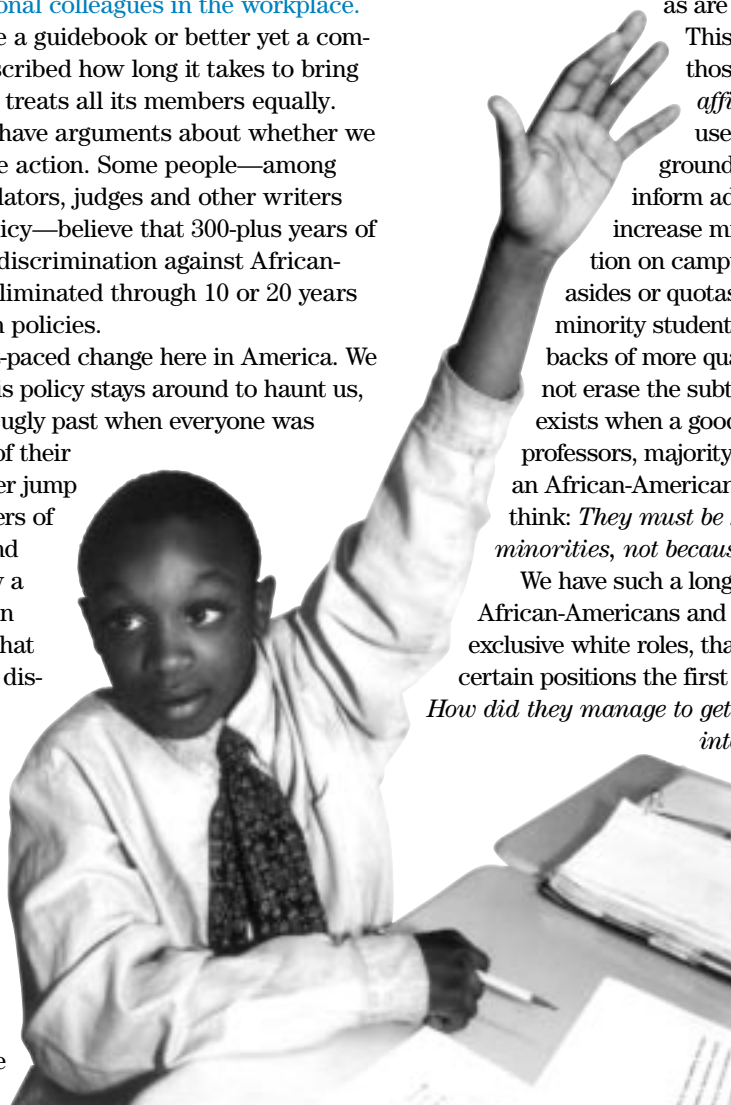 onal colleagues in the workplace.
e a guidebook or better yet a com-
scribed how long it takes to bring
treats all its members equally.
have arguments about whether we
e action. Some people—among
lators, judges and other writers
icy—believe that 300-plus years of
discrimination against African-
liminated through 10 or 20 years
n policies.
-paced change here in America. We
is policy stays around to haunt us,
ugly past when everyone was
of their
er jump
ers of
nd
y a
n
hat
dis-
e
as are
This
thos
affi
use
ground
inform ad
increase mi
tion on camp
asides or quotas
minority student
backs of more qua
not erase the subt
exists when a good
professors, majority
an African-American
think: They must be
minorities, not becaus
We have such a long
African-Americans and
exclusive white roles, tha
certain positions the first
How did they manage to get
int